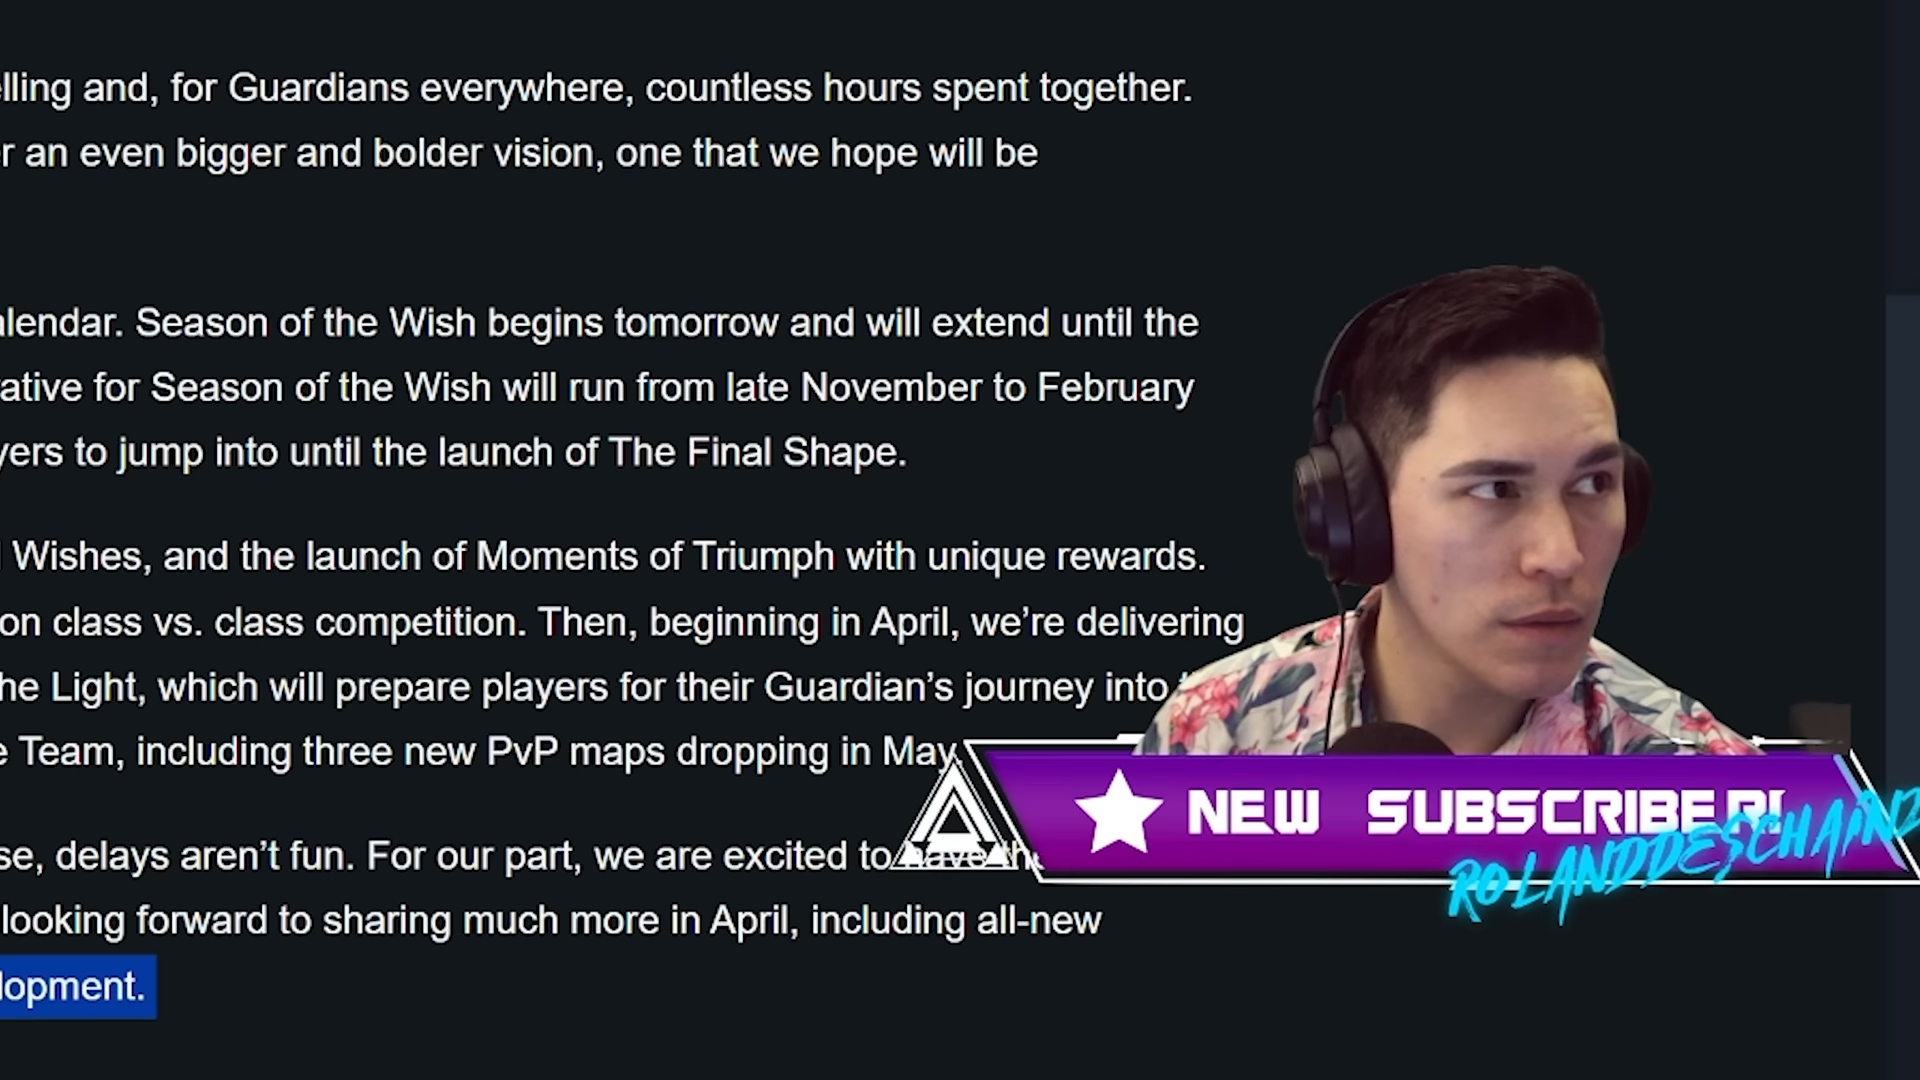 elling and, for Guardians everywhere, countless hours spent together.
r an even bigger and bolder vision, one that we hope will be
alendar. Season of the Wish begins tomorrow and will extend until the
rative for Season of the Wish will run from late November to February
yers to jump into until the launch of The Final Shape.
Wishes, and the launch of Moments of Triumph with unique rewards.
on class vs. class competition. Then, beginning in April, we’re delivering
he Light, which will prepare players for their Guardian’s journey into
e Team, including three new PvP maps dropping in May.
se, delays aren’t fun. For our part, we are excited to have
looking forward to sharing much more in April, including all-new
lopment.
NEW SUBSCRIBER!
ROLANDDESCHAIND